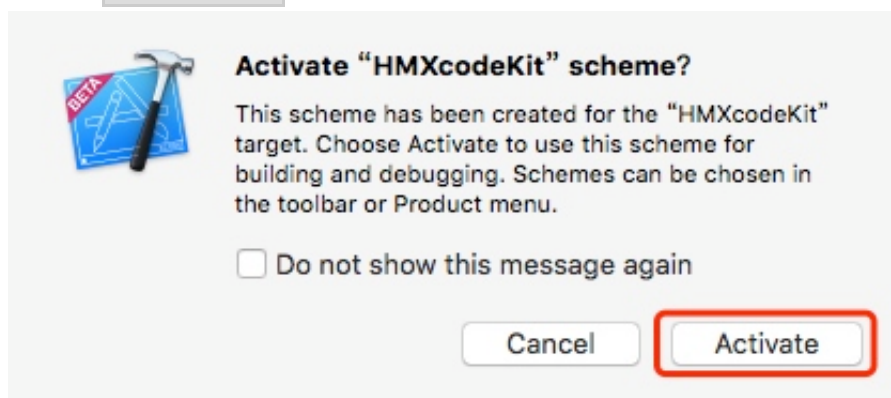 Activate “HMXcodeKit” scheme?
This scheme has been created for the “HMXcodeKit”
target. Choose Activate to use this scheme for
building and debugging. Schemes can be chosen in
the toolbar or Product menu.
BETA
Do not show this message again
Cancel
Activate